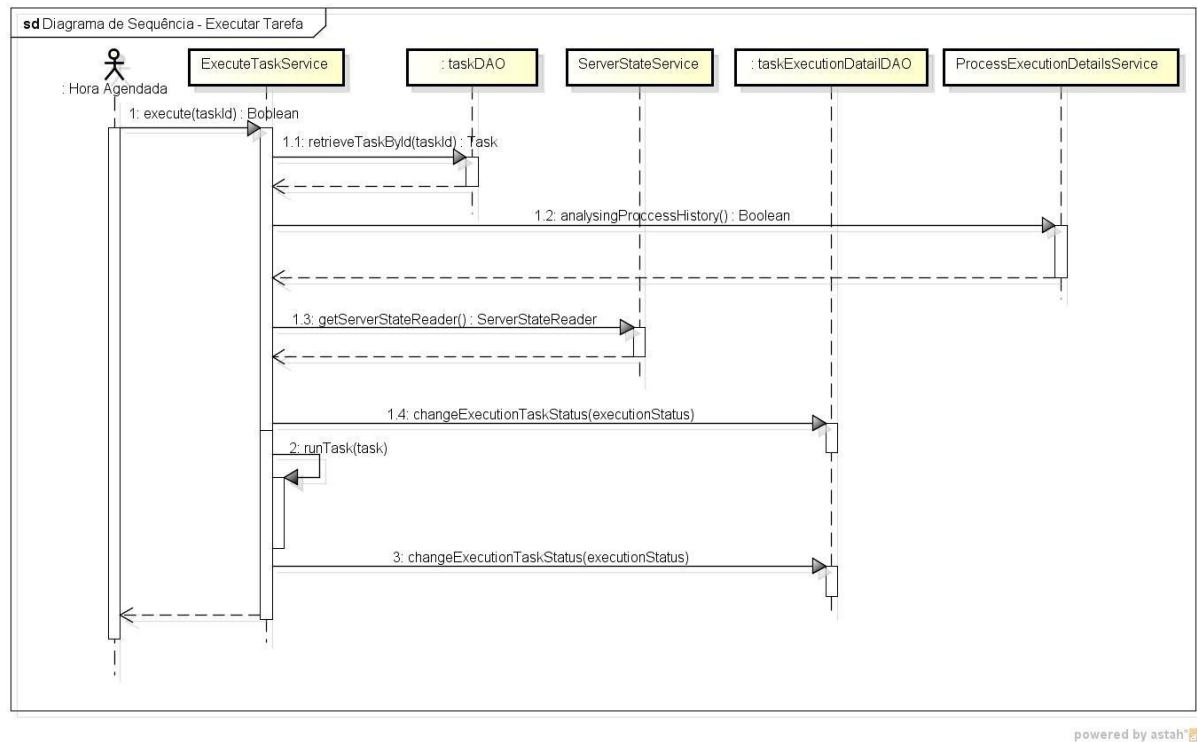 sd Diagrama de Sequência - Executar Tarefa
: Hora Agendada
ExecuteTaskService
: taskDAO
ServerStateService
: taskExecutionDatailDAO
ProcessExecutionDetailsService
1: execute(taskId) : Boolean
1.1: retrieveTaskById(taskId) : Task
1.2: analysingProccessHistory() : Boolean
1.3: getServerStateReader() : ServerStateReader
1.4: changeExecutionTaskStatus(executionStatus)
2: runTask(task)
3: changeExecutionTaskStatus(executionStatus)
powered by astah*